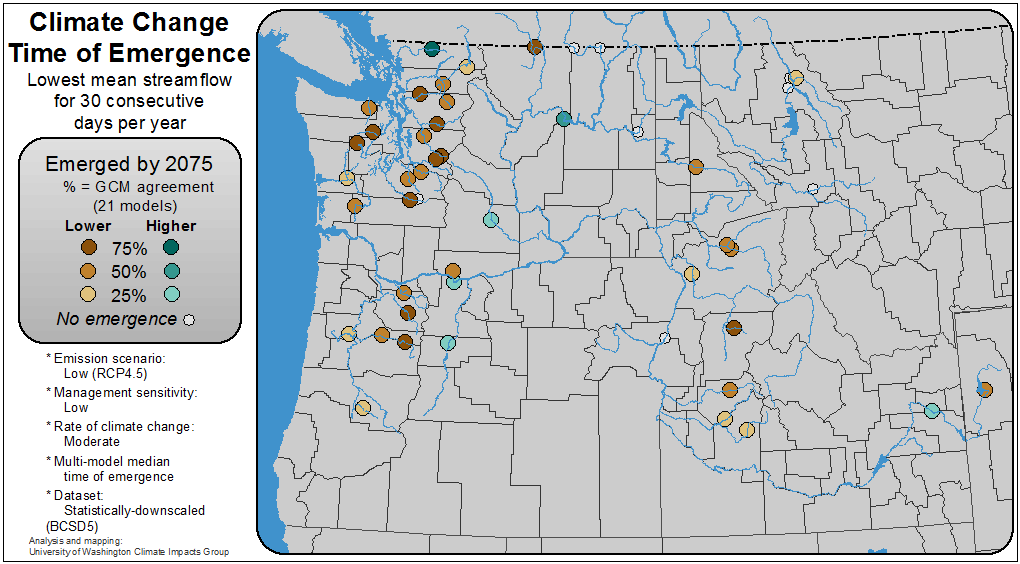 Climate Change
Time of Emergence
Lowest mean streamflow
for 30 consecutive
days per year
Emerged by 2075
% = GCM agreement
(21 models)
Lower Higher
75%
50%
25%
No emergence
* Emission scenario:
Low (RCP4.5)
* Management sensitivity:
Low
* Rate of climate change:
Moderate
* Multi-model median
time of emergence
* Dataset:
Statistically-downscaled
(BCSD5)
Analysis and mapping:
University of Washington Climate Impacts Group